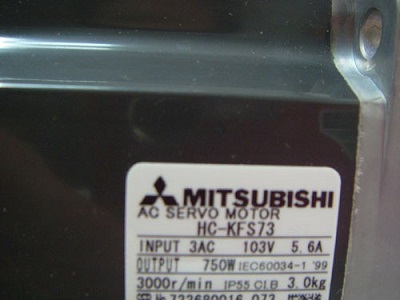 MITSUBISHI
AC SERVO MOTOR
HC-KFS73
INPUT 3AC 103V 5.6A
OUTPUT 750W IEC60034-1 '99
3000r/min IP55 Cl.B 3.0kg